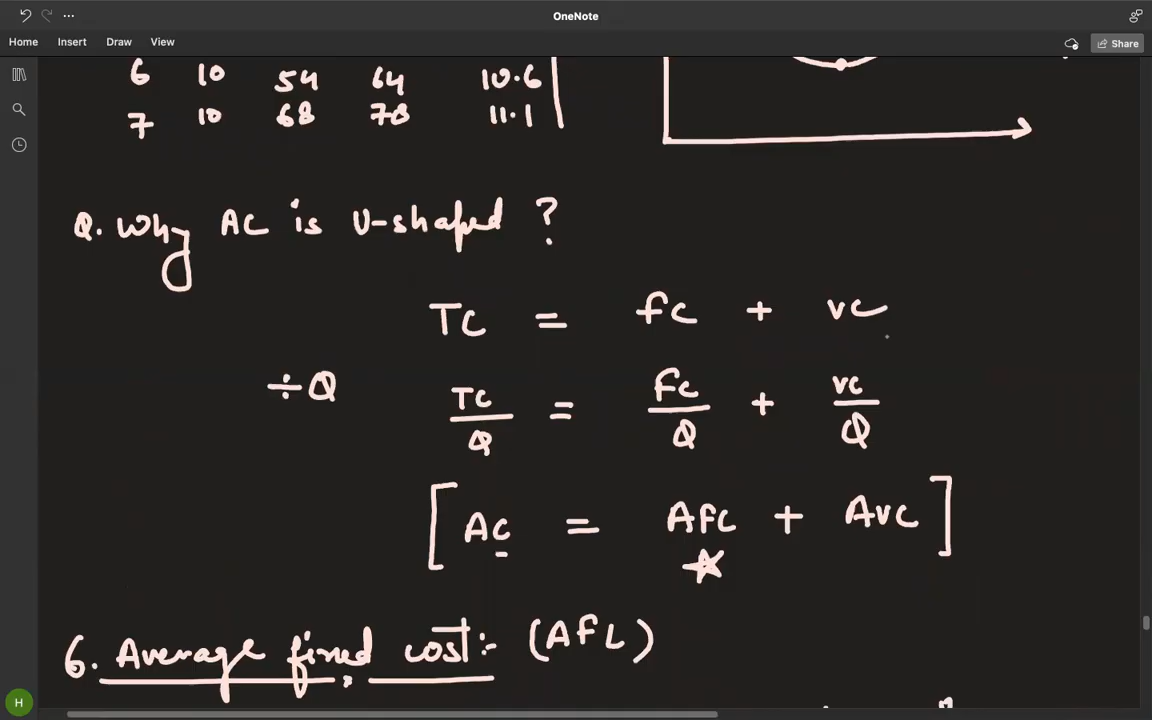 OneNote
Home Insert Draw View Share
6 10 54 64 10.6
7 10 68 78 11.1
Q. Why AC is U-shaped ?
TC = FC + VC
÷Q TC/Q = FC/Q + VC/Q
[AC = AFC + AVC]
6. Average fixed cost :- (AFC)
H